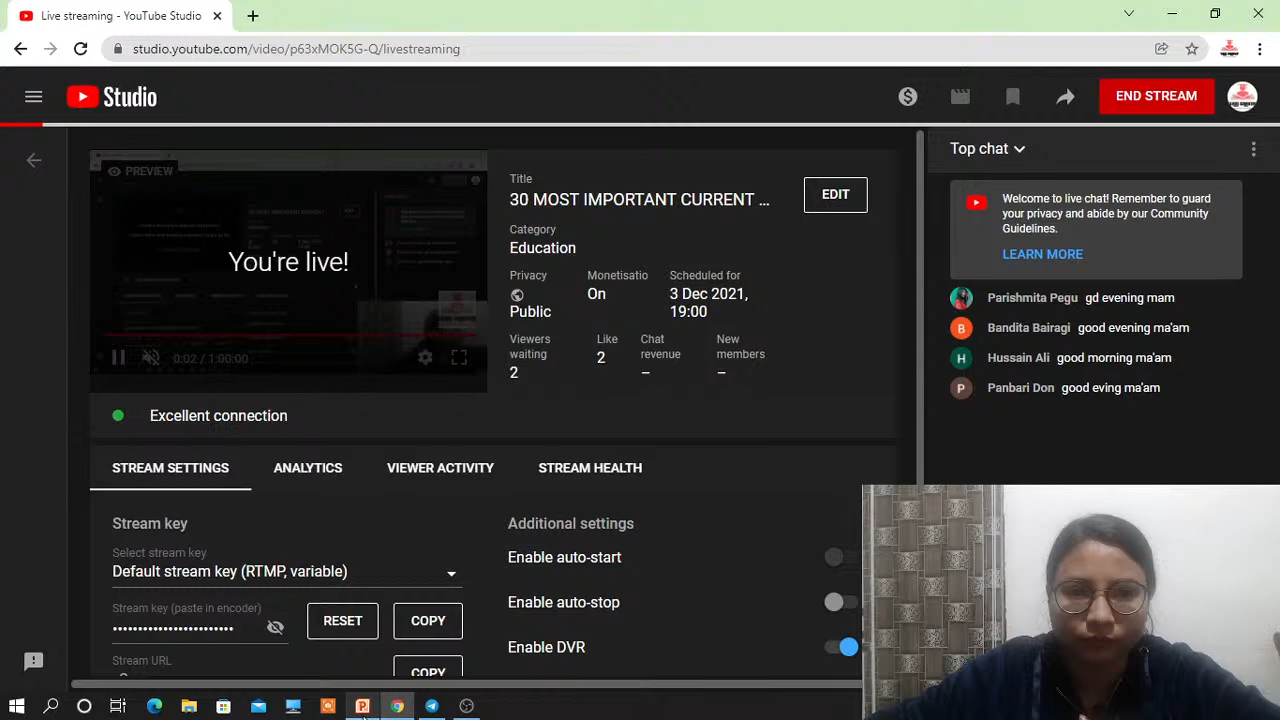 Live streaming - YouTube Studio
studio.youtube.com/video/p63xMOK5G-Q/livestreaming
Studio
END STREAM
PREVIEW
You're live!
0:02 / 1:00:00
Excellent connection
Title
30 MOST IMPORTANT CURRENT ...
EDIT
Category
Education
Privacy
Public
Monetisatio
On
Scheduled for
3 Dec 2021,
19:00
Viewers
waiting
2
Like
2
Chat
revenue
–
New
members
–
Top chat
Welcome to live chat! Remember to guard
your privacy and abide by our Community
Guidelines.
LEARN MORE
Parishmita Pegu gd evening mam
Bandita Bairagi good evening ma'am
Hussain Ali good morning ma'am
Panbari Don good eving ma'am
STREAM SETTINGS
ANALYTICS
VIEWER ACTIVITY
STREAM HEALTH
Stream key
Select stream key
Default stream key (RTMP, variable)
Stream key (paste in encoder)
••••••••••••••••••••••••
RESET
COPY
Stream URL
COPY
Additional settings
Enable auto-start
Enable auto-stop
Enable DVR